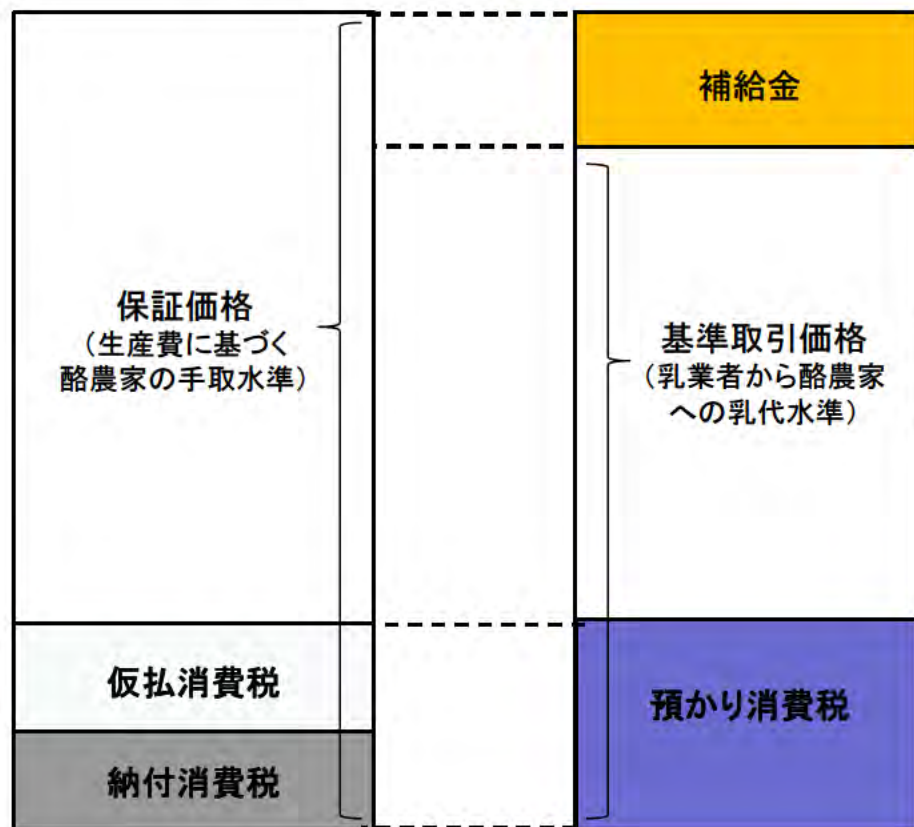 補給金
保証価格
（生産費に基づく
酪農家の手取水準）
基準取引価格
（乳業者から酪農家
への乳代水準）
仮払消費税
預かり消費税
納付消費税